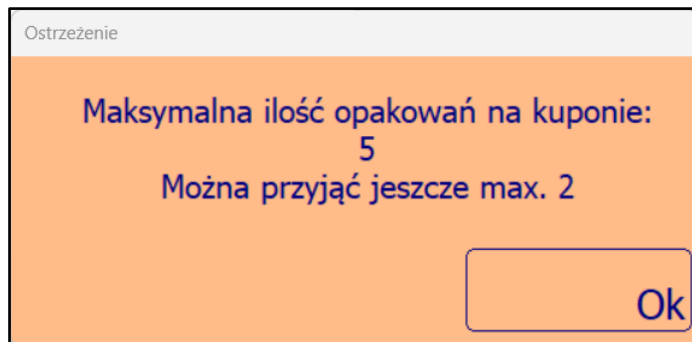 Ostrzeżenie
Maksymalna ilość opakowań na kuponie:
5
Można przyjąć jeszcze max. 2
Ok